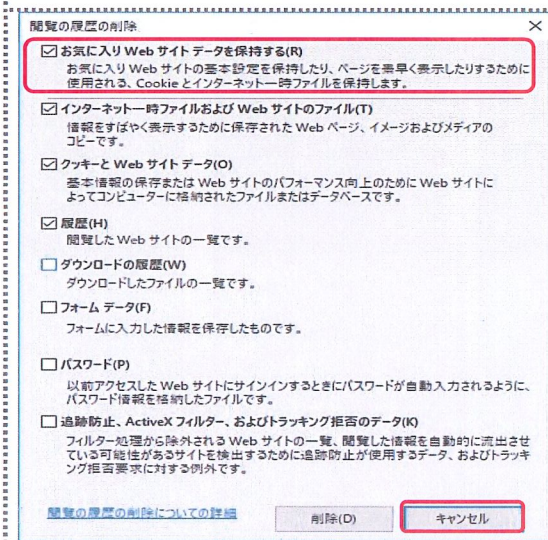 閲覧の履歴の削除
お気に入り Web サイト データを保持する(R)
お気に入り Web サイトの基本設定を保持したり、ページを素早く表示したりするために
使用される、Cookie とインターネット一時ファイルを保持します。
インターネット一時ファイルおよび Web サイトのファイル(T)
情報をすばやく表示するために保存された Web ページ、イメージおよびメディアの
コピーです。
クッキーと Web サイト データ(O)
基本情報の保存または Web サイトのパフォーマンス向上のために Web サイトに
よってコンピューターに格納されたファイルまたはデータベースです。
履歴(H)
閲覧した Web サイトの一覧です。
ダウンロードの履歴(W)
ダウンロードしたファイルの一覧です。
フォーム データ(F)
フォームに入力した情報を保存したものです。
パスワード(P)
以前アクセスした Web サイトにサインインするときにパスワードが自動入力されるように、
パスワード情報を格納したファイルです。
追跡防止、ActiveX フィルター、およびトラッキング拒否のデータ(K)
フィルター処理から除外される Web サイトの一覧、閲覧した情報を自動的に流出させ
ている可能性があるサイトを検出するために追跡防止が使用するデータ、およびトラッキ
ング拒否要求に対する例外です。
閲覧の履歴の削除についての詳細
削除(D)
キャンセル